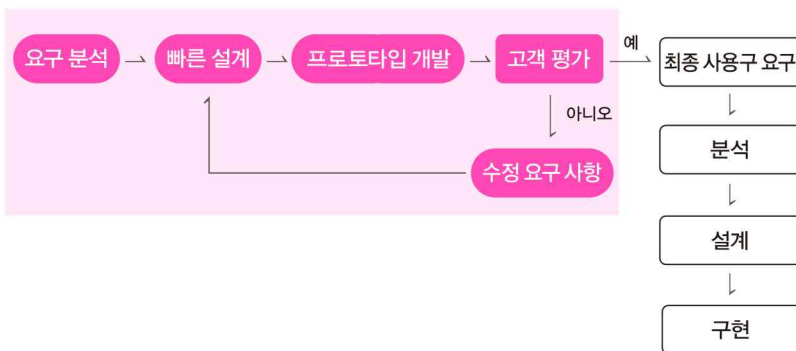 요구 분석
빠른 설계
프로토타입 개발
고객 평가
예
최종 사용구 요구
아니오
수정 요구 사항
분석
설계
구현